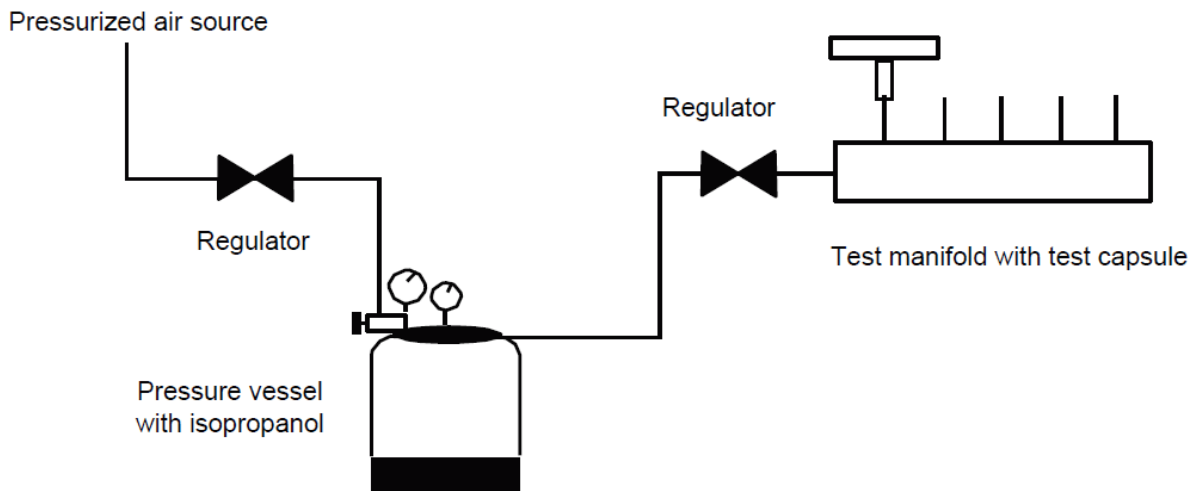 Pressurized air source
Regulator
Regulator
Test manifold with test capsule
Pressure vessel
with isopropanol